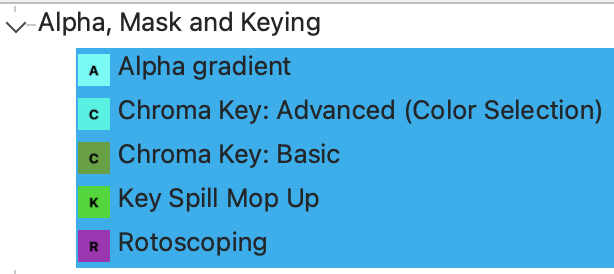 Alpha, Mask and Keying
A Alpha gradient
C Chroma Key: Advanced (Color Selection)
C Chroma Key: Basic
K Key Spill Mop Up
R Rotoscoping